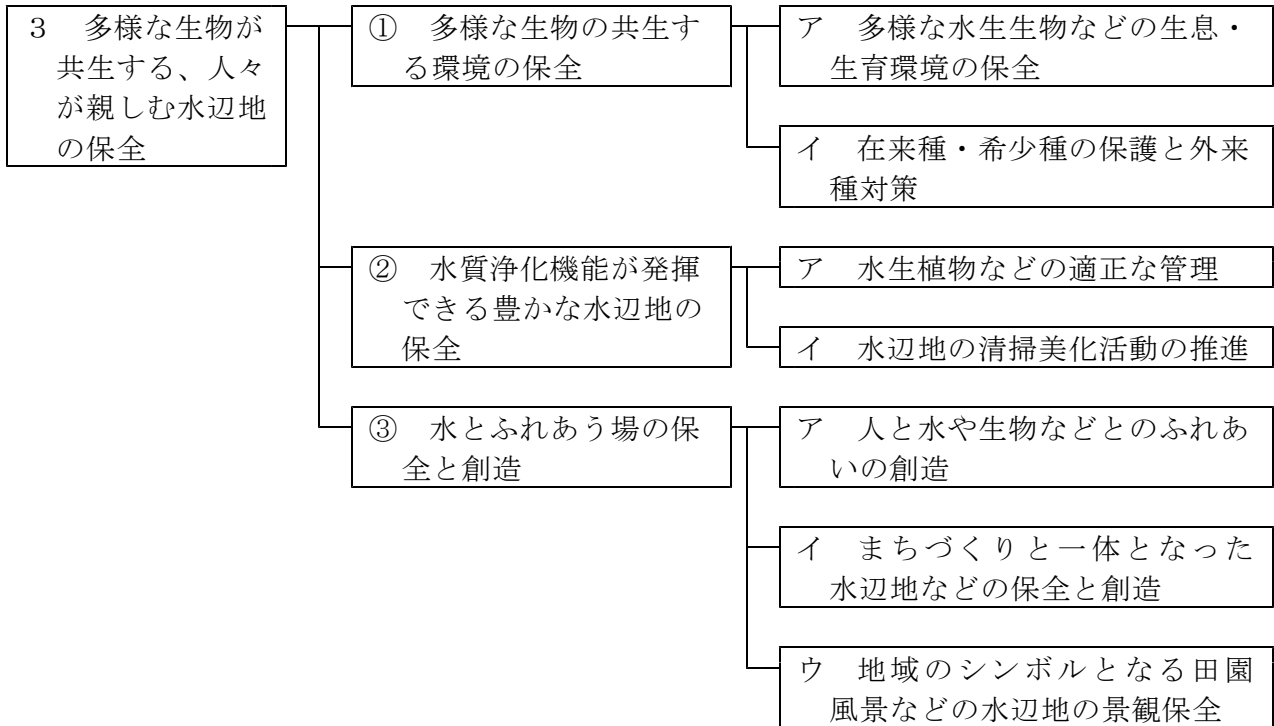 3　多様な生物が
共生する、人々
が親しむ水辺地
の保全
①　多様な生物の共生す
る環境の保全
ア　多様な水生生物などの生息・
生育環境の保全
イ　在来種・希少種の保護と外来
種対策
②　水質浄化機能が発揮
できる豊かな水辺地の
保全
ア　水生植物などの適正な管理
イ　水辺地の清掃美化活動の推進
③　水とふれあう場の保
全と創造
ア　人と水や生物などとのふれあ
いの創造
イ　まちづくりと一体となった
水辺地などの保全と創造
ウ　地域のシンボルとなる田園
風景などの水辺地の景観保全